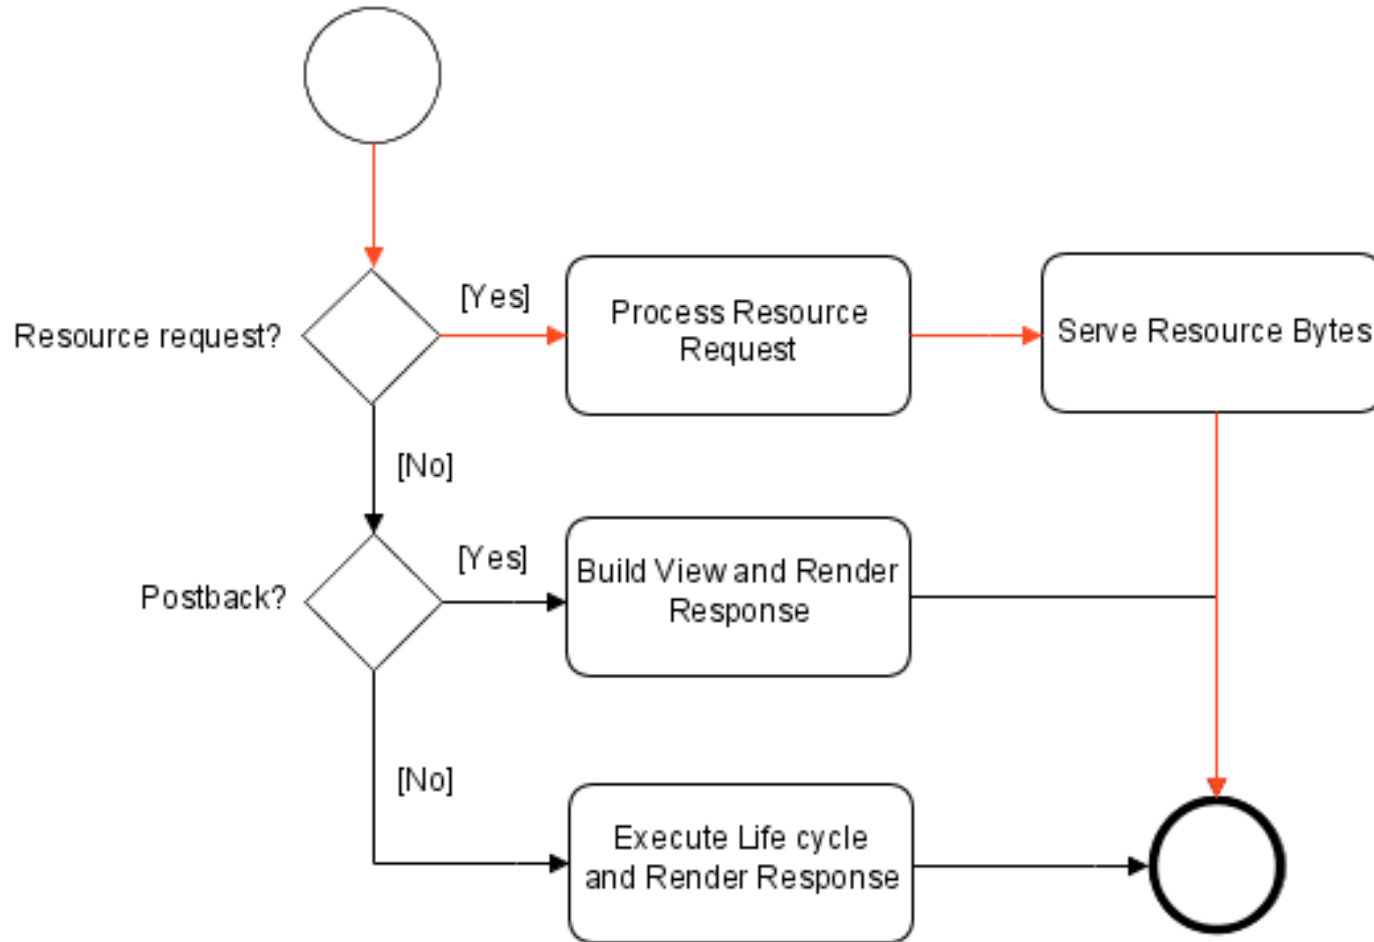 [Yes]
Process Resource
Request
Serve Resource Bytes
Resource request?
[No]
[Yes]
Build View and Render
Response
Postback?
[No]
Execute Life cycle
and Render Response